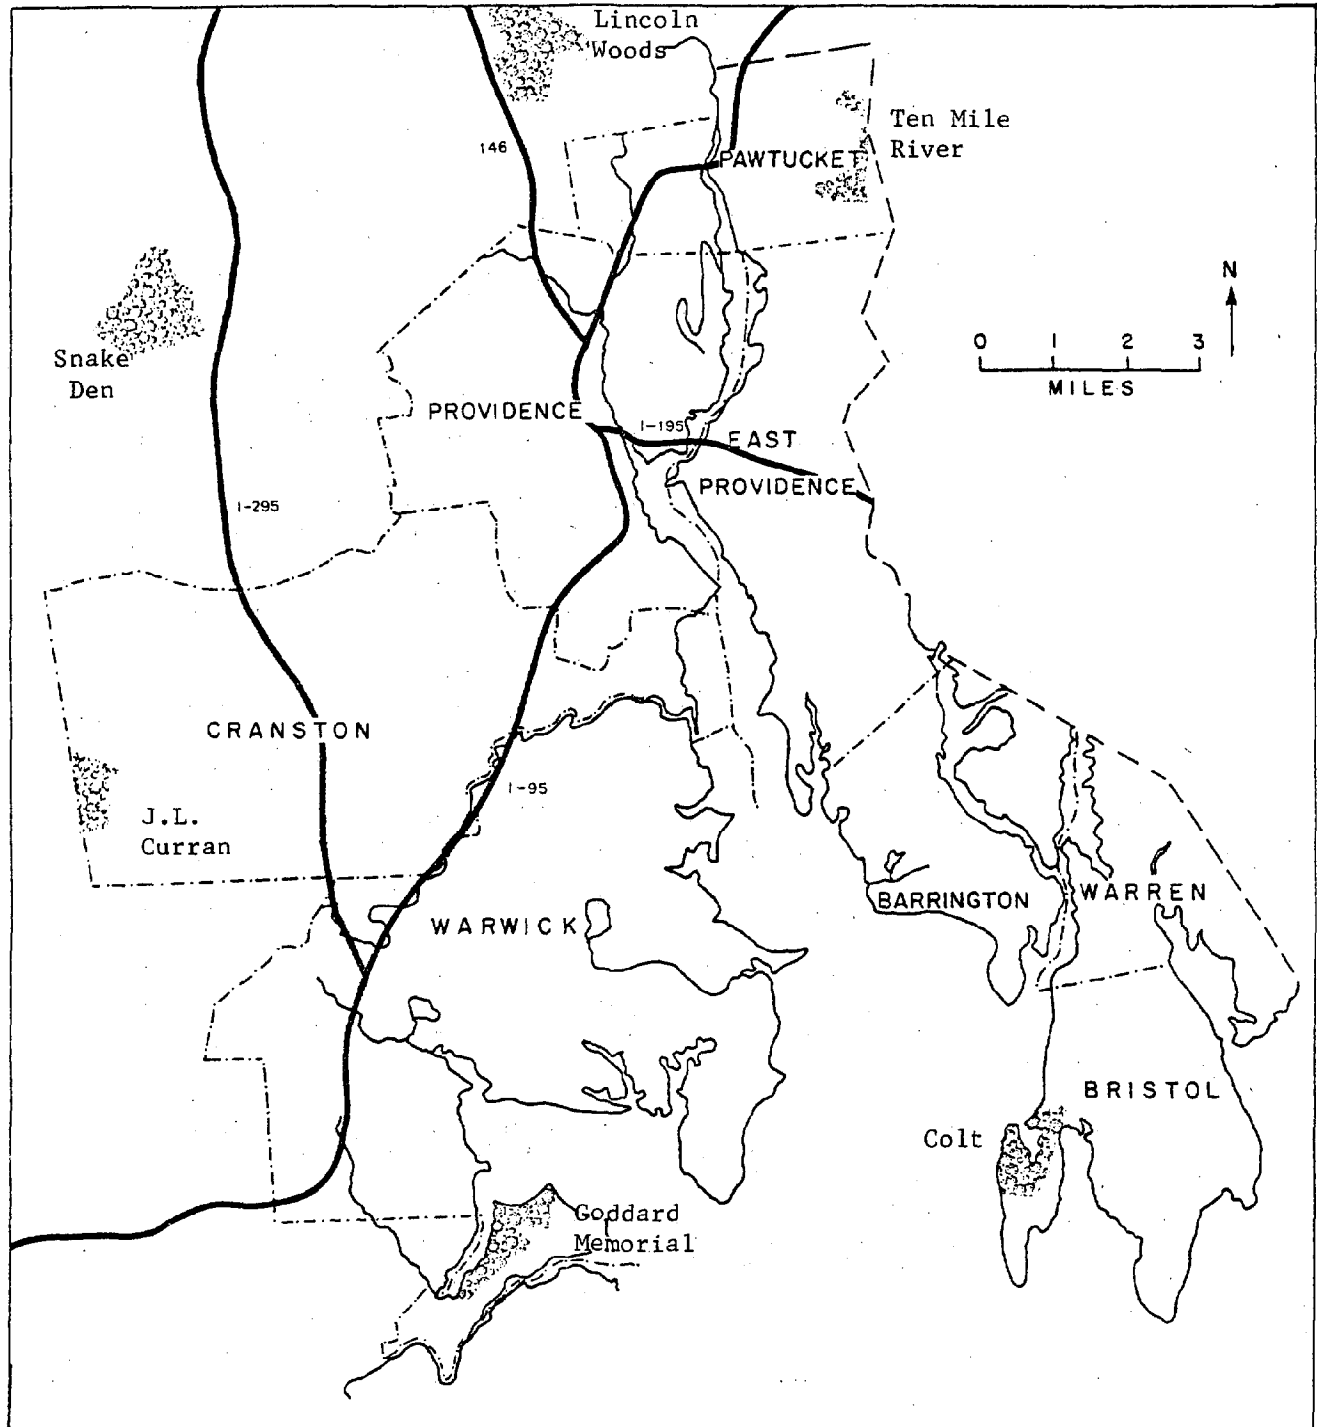 Lincoln
Woods
146
PAWTUCKET
Ten Mile
River
N
0 1 2 3
MILES
Snake
Den
PROVIDENCE
I-195
EAST
PROVIDENCE
I-295
CRANSTON
I-95
J.L.
Curran
WARWICK
BARRINGTON
WARREN
BRISTOL
Colt
Goddard
Memorial